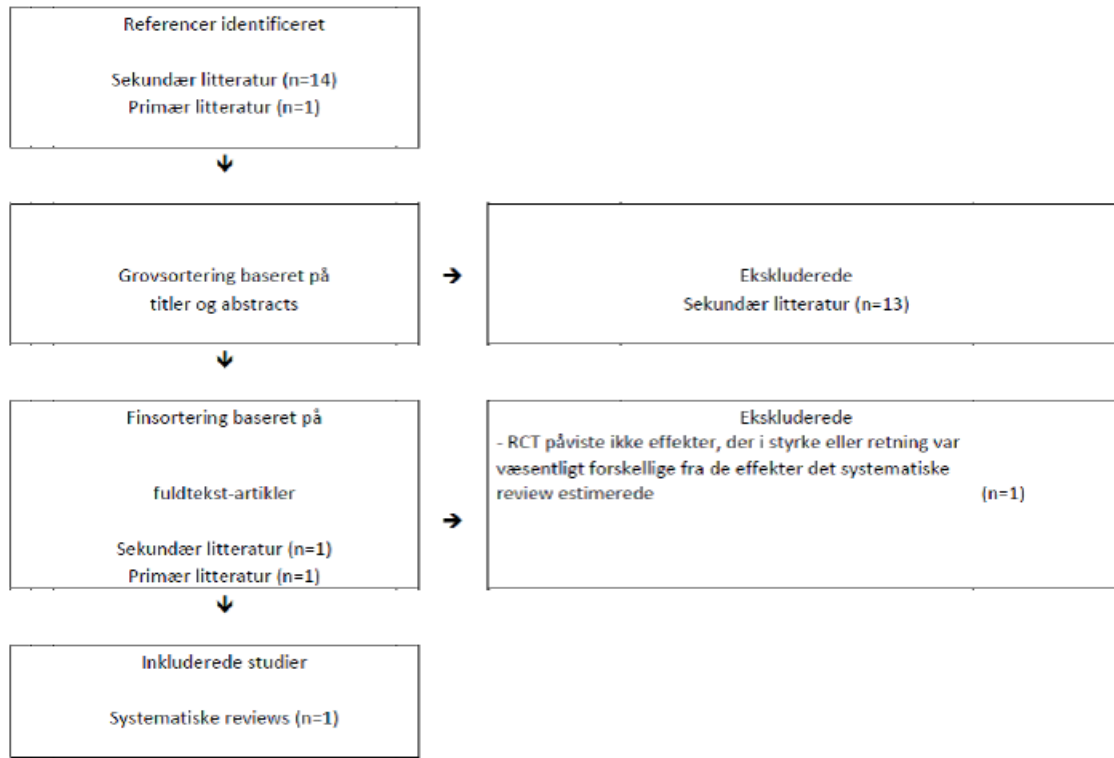 Referencer identificeret
Sekundær litteratur (n=14)
Primær litteratur (n=1)
Grovsortering baseret på
titler og abstracts
Ekskluderede
Sekundær litteratur (n=13)
Finsortering baseret på
fuldtekst-artikler
Sekundær litteratur (n=1)
Primær litteratur (n=1)
Ekskluderede
- RCT påviste ikke effekter, der i styrke eller retning var
væsentligt forskellige fra de effekter det systematiske
review estimerede (n=1)
Inkluderede studier
Systematiske reviews (n=1)